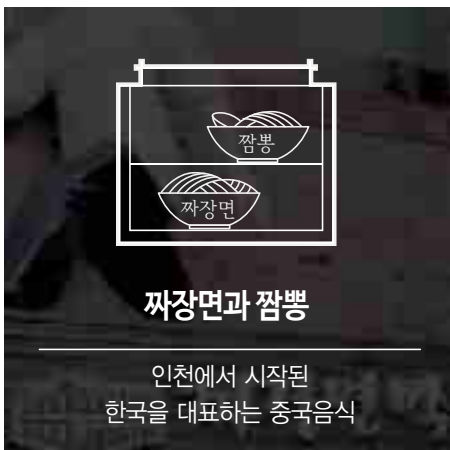 짬뽕
짜장면
짜장면과 짬뽕
인천에서 시작된
한국을 대표하는 중국음식